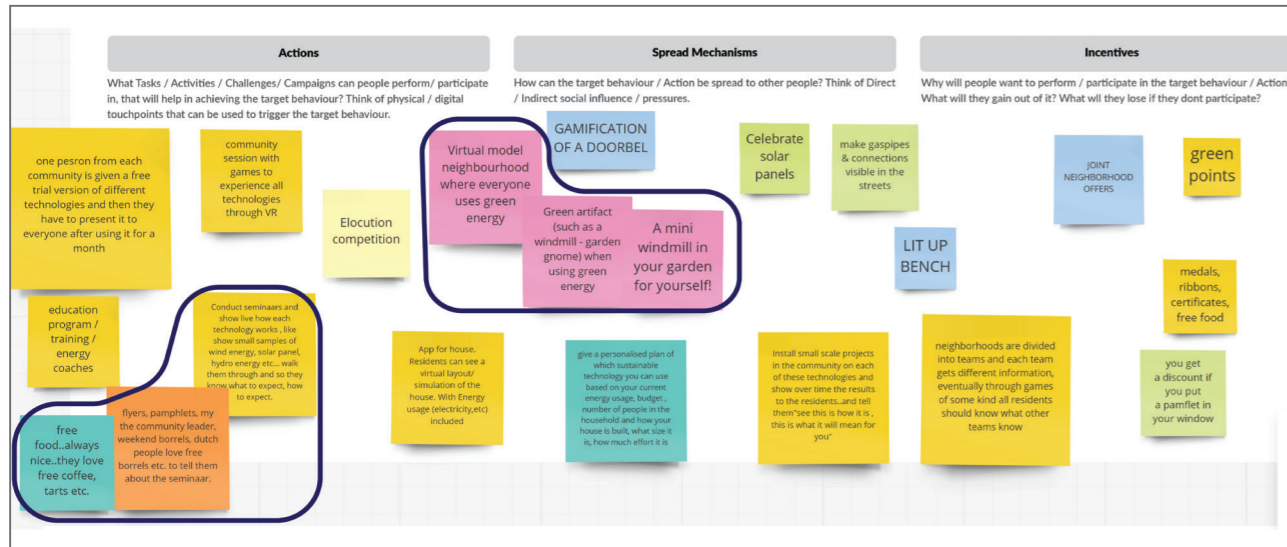 Actions
What Tasks / Activities / Challenges/ Campaigns can people perform/ participate
in, that will help in achieving the target behaviour? Think of physical / digital
touchpoints that can be used to trigger the target behaviour.
Spread Mechanisms
How can the target behaviour / Action be spread to other people? Think of Direct
/ Indirect social influence / pressures.
Incentives
Why will people want to perform / participate in the target behaviour / Action
What will they gain out of it? What wll they lose if they dont participate?
one pesron from each
community is given a free
trial version of different
technologies and then they
have to present it to
everyone after using it for a
month
community
session with
games to
experience all
technologies
through VR
Elocution
competition
Virtual model
neighbourhood
where everyone
uses green
energy
GAMIFICATION
OF A DOORBEL
Green artifact
(such as a
windmill - garden
gnome) when
using green
energy
A mini
windmill in
your garden
for yourself!
Celebrate
solar
panels
make gaspipes
& connections
visible in the
streets
LIT UP
BENCH
JOINT
NEIGHBORHOOD
OFFERS
green
points
medals,
ribbons,
certificates,
free food
education
program /
training /
energy
coaches
Conduct seminaars and
show live how each
technology works , like
show small samples of
wind energy, solar panel,
hydro energy etc... walk
them through and so they
know what to expect, how
to expect.
free
food..always
nice..they love
free coffee,
tarts etc.
flyers, pamphlets, my
the community leader,
weekend borrels, dutch
people love free
borrels etc. to tell them
about the seminaar.
App for house.
Residents can see a
virtual layout/
simulation of the
house. With Energy
usage (electricity,etc)
included
give a personalised plan of
which sustainable
technology you can use
based on your current
energy usage, budget ,
number of people in the
household and how your
house is built, what size it
is, how much effort it is
Install small scale projects
in the community on each
of these technologies and
show over time the results
to the residents..and tell
them"see this is how it is ,
this is what it will mean for
you"
neighborhoods are divided
into teams and each team
gets different information,
eventually through games
of some kind all residents
should know what other
teams know
you get
a discount if
you put
a pamflet in
your window